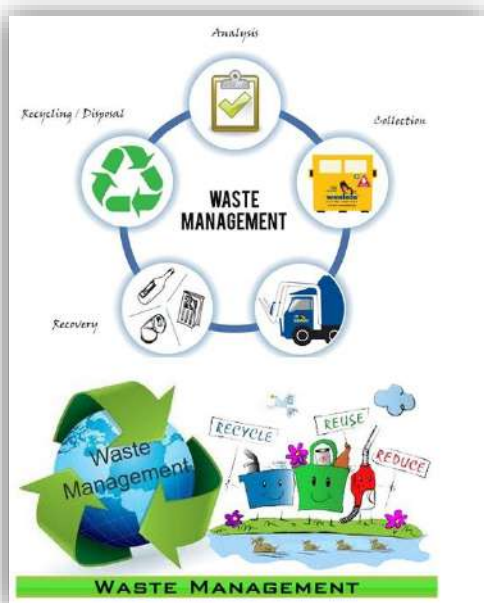 Analysis
Recycling / Disposal
Collection
WASTE
MANAGEMENT
Recovery
RECYCLE
REUSE
REDUCE
Waste
Management
WASTE MANAGEMENT